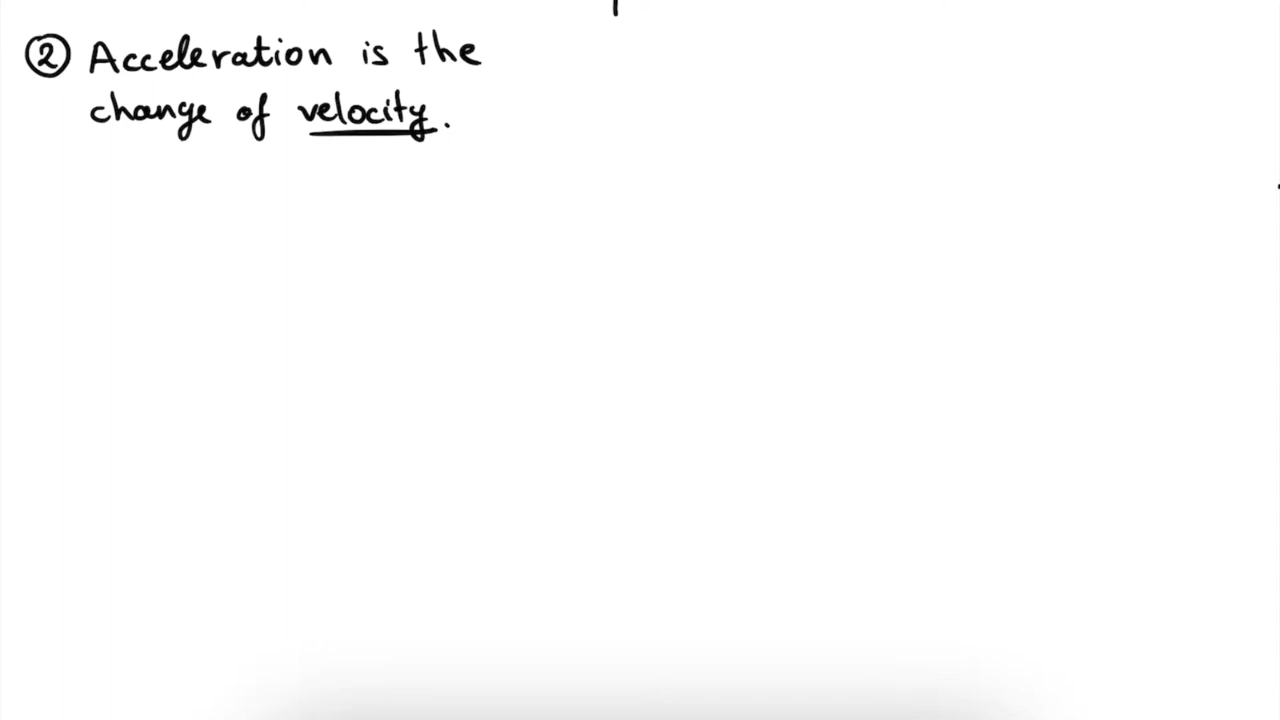 ② Acceleration is the
change of velocity.